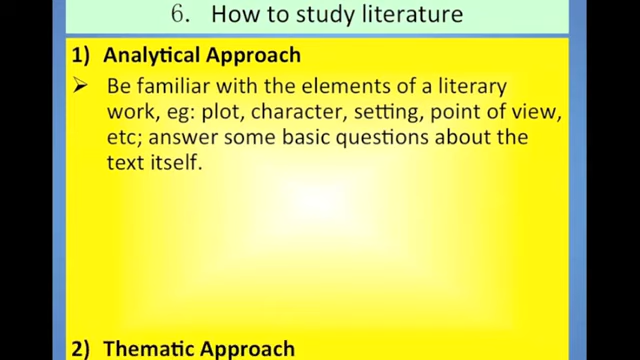 6. How to study literature
1) Analytical Approach
➢ Be familiar with the elements of a literary
work, eg: plot, character, setting, point of view,
etc; answer some basic questions about the
text itself.
2) Thematic Approach